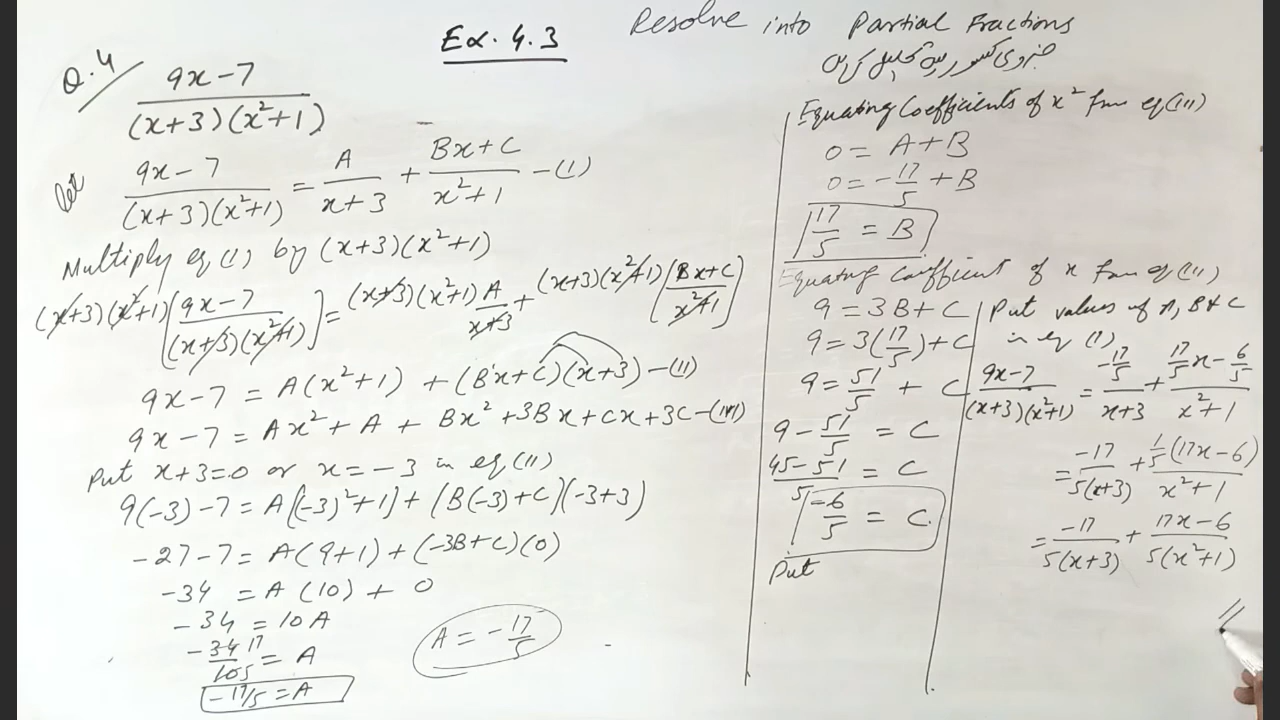 Ex. 4.3
Resolve into Partial Fractions
جزوی کسور میں تحلیل کریں
Q.4/ 9x-7 / (x+3)(x²+1)
Let 9x-7 / (x+3)(x²+1) = A / x+3 + Bx+C / x²+1 -(I)
Multiply eq(I) by (x+3)(x²+1)
(x+3)(x²+1)[9x-7 / (x+3)(x²+1)] = (x+3)(x²+1) A / x+3 + (x+3)(x²+1)[Bx+C / x²+1]
9x-7 = A(x²+1) + (Bx+C)(x+3) -(II)
9x-7 = Ax² + A + Bx² + 3Bx + Cx + 3C -(III)
Put x+3=0 or x=-3 in eq(II)
9(-3)-7 = A[(-3)²+1] + (B(-3)+C)(-3+3)
-27-7 = A(9+1) + (-3B+C)(0)
-34 = A(10) + 0
-34 = 10A
-34 17 / 10 5 = A
-17/5 = A
A = -17/5
Equating Coefficients of x² from eq(III)
0 = A+B
0 = -17/5 + B
17/5 = B
Equating Coefficient of x from eq(III)
9 = 3B+C
9 = 3(17/5)+C
9 = 51/5 + C
9 - 51/5 = C
45-51 / 5 = C
-6/5 = C.
Put
Put values of A, B & C
in eq (I)
9x-7 / (x+3)(x²+1) = -17/5 / x+3 + 17/5 x - 6/5 / x²+1
= -17 / 5(x+3) + 1/5 (17x-6) / x²+1
= -17 / 5(x+3) + 17x-6 / 5(x²+1)